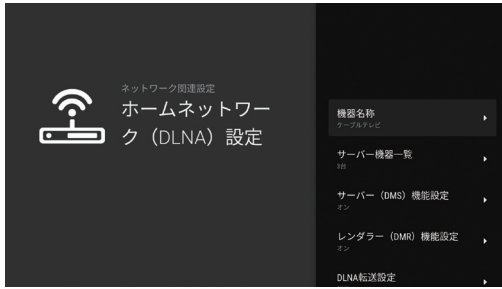 ネットワーク関連設定
ホームネットワー
ク（DLNA）設定
機器名称
ケーブルテレビ
サーバー機器一覧
3台
サーバー（DMS）機能設定
オン
レンダラー（DMR）機能設定
オン
DLNA転送設定